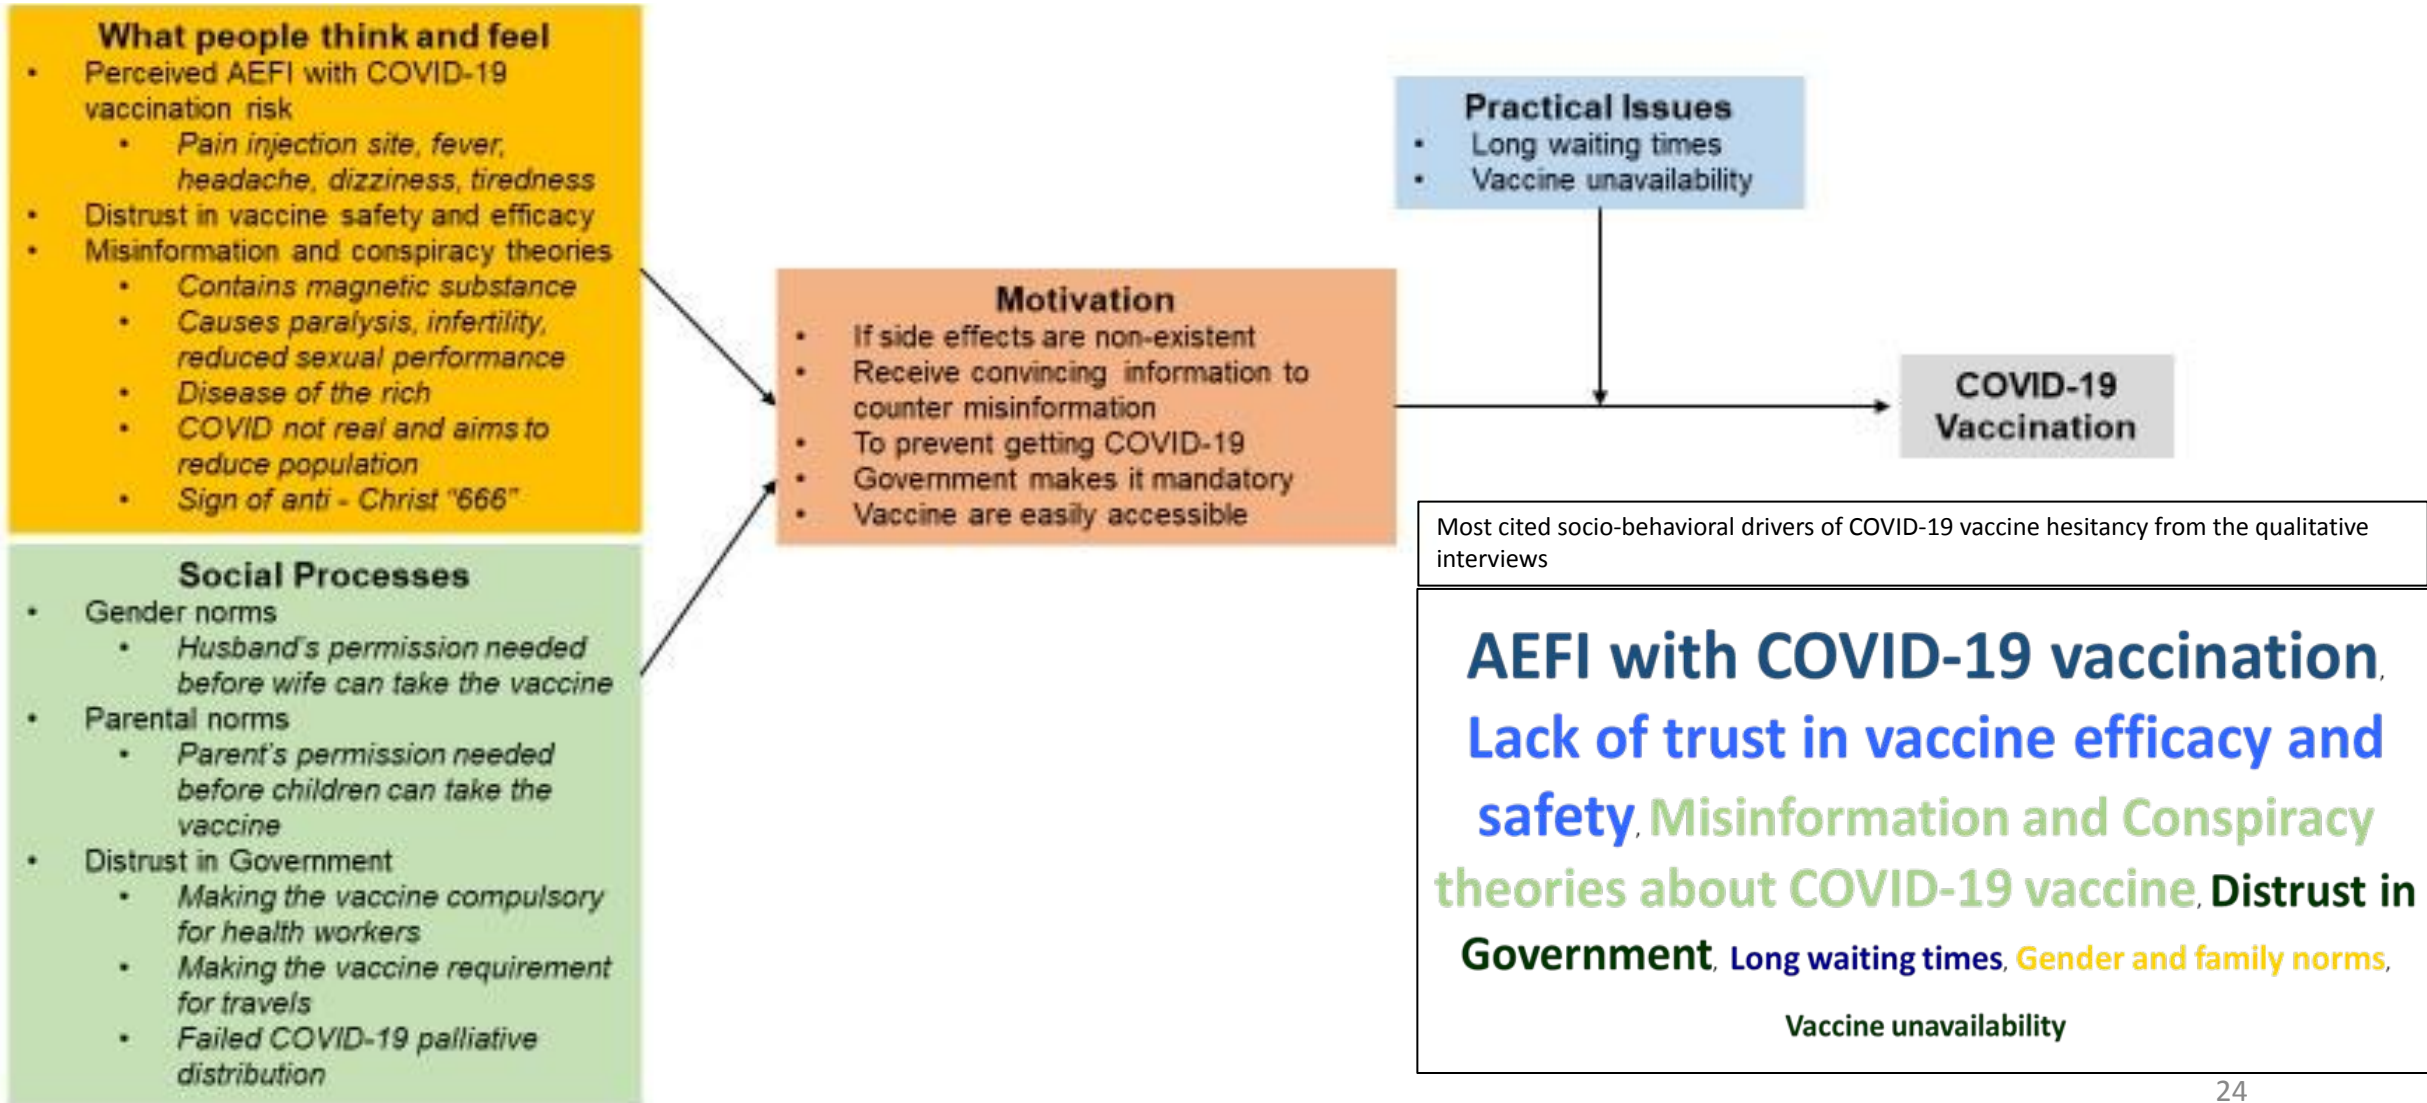 What people think and feel
• Perceived AEFI with COVID-19
vaccination risk
• Pain injection site, fever,
headache, dizziness, tiredness
• Distrust in vaccine safety and efficacy
• Misinformation and conspiracy theories
• Contains magnetic substance
• Causes paralysis, infertility,
reduced sexual performance
• Disease of the rich
• COVID not real and aims to
reduce population
• Sign of anti - Christ "666"
Social Processes
• Gender norms
• Husband's permission needed
before wife can take the vaccine
• Parental norms
• Parent's permission needed
before children can take the
vaccine
• Distrust in Government
• Making the vaccine compulsory
for health workers
• Making the vaccine requirement
for travels
• Failed COVID-19 palliative
distribution
Motivation
• If side effects are non-existent
• Receive convincing information to
counter misinformation
• To prevent getting COVID-19
• Government makes it mandatory
• Vaccine are easily accessible
Practical Issues
• Long waiting times
• Vaccine unavailability
COVID-19
Vaccination
Most cited socio-behavioral drivers of COVID-19 vaccine hesitancy from the qualitative
interviews
AEFI with COVID-19 vaccination,
Lack of trust in vaccine efficacy and
safety, Misinformation and Conspiracy
theories about COVID-19 vaccine, Distrust in
Government, Long waiting times, Gender and family norms,
Vaccine unavailability
24